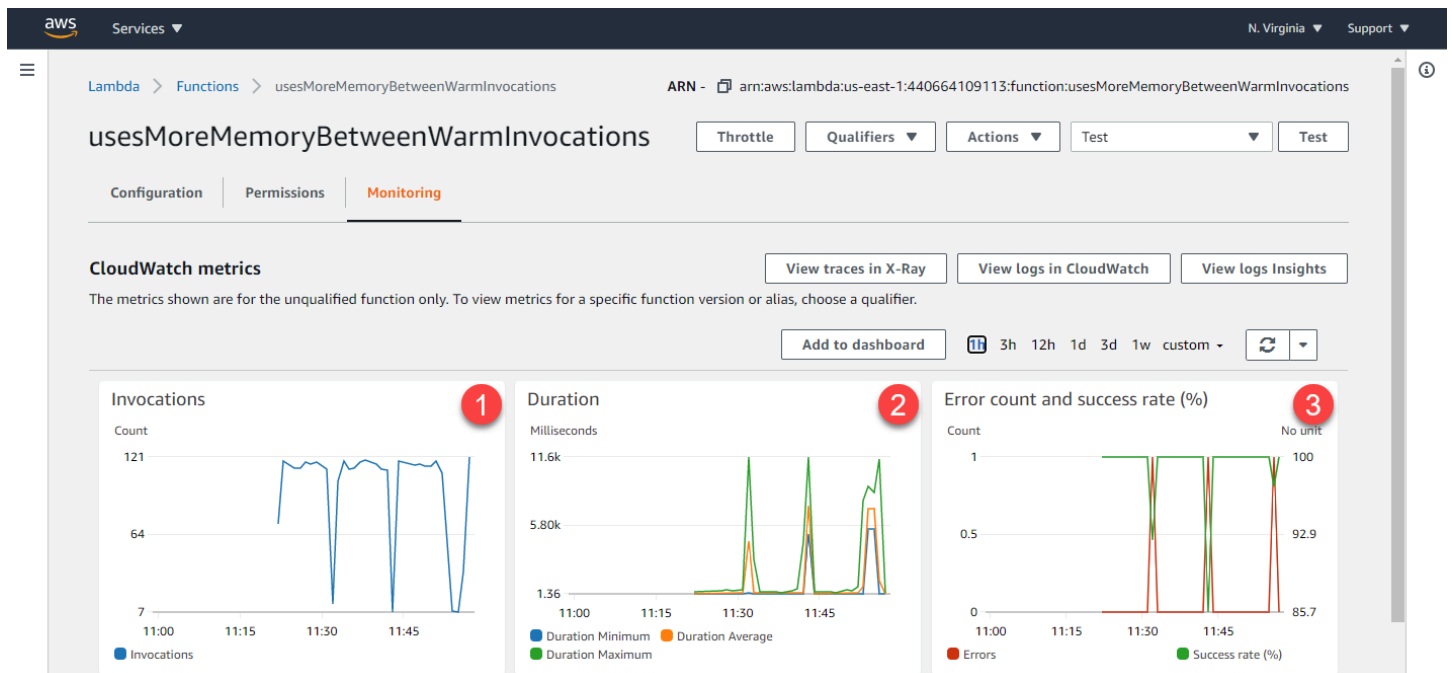 aws Services ▼ N. Virginia ▼ Support ▼
Lambda > Functions > usesMoreMemoryBetweenWarmInvocations ARN - arn:aws:lambda:us-east-1:440664109113:function:usesMoreMemoryBetweenWarmInvocations
usesMoreMemoryBetweenWarmInvocations Throttle Qualifiers ▼ Actions ▼ Test ▼ Test
Configuration Permissions Monitoring
CloudWatch metrics View traces in X-Ray View logs in CloudWatch View logs Insights
The metrics shown are for the unqualified function only. To view metrics for a specific function version or alias, choose a qualifier.
Add to dashboard 1h 3h 12h 1d 3d 1w custom
Invocations 1
Count
121
64
7
11:00 11:15 11:30 11:45
Invocations
Duration 2
Milliseconds
11.6k
5.80k
1.36
11:00 11:15 11:30 11:45
Duration Minimum Duration Average
Duration Maximum
Error count and success rate (%) 3
Count No unit
1 100
0.5 92.9
0 85.7
11:00 11:15 11:30 11:45
Errors Success rate (%)